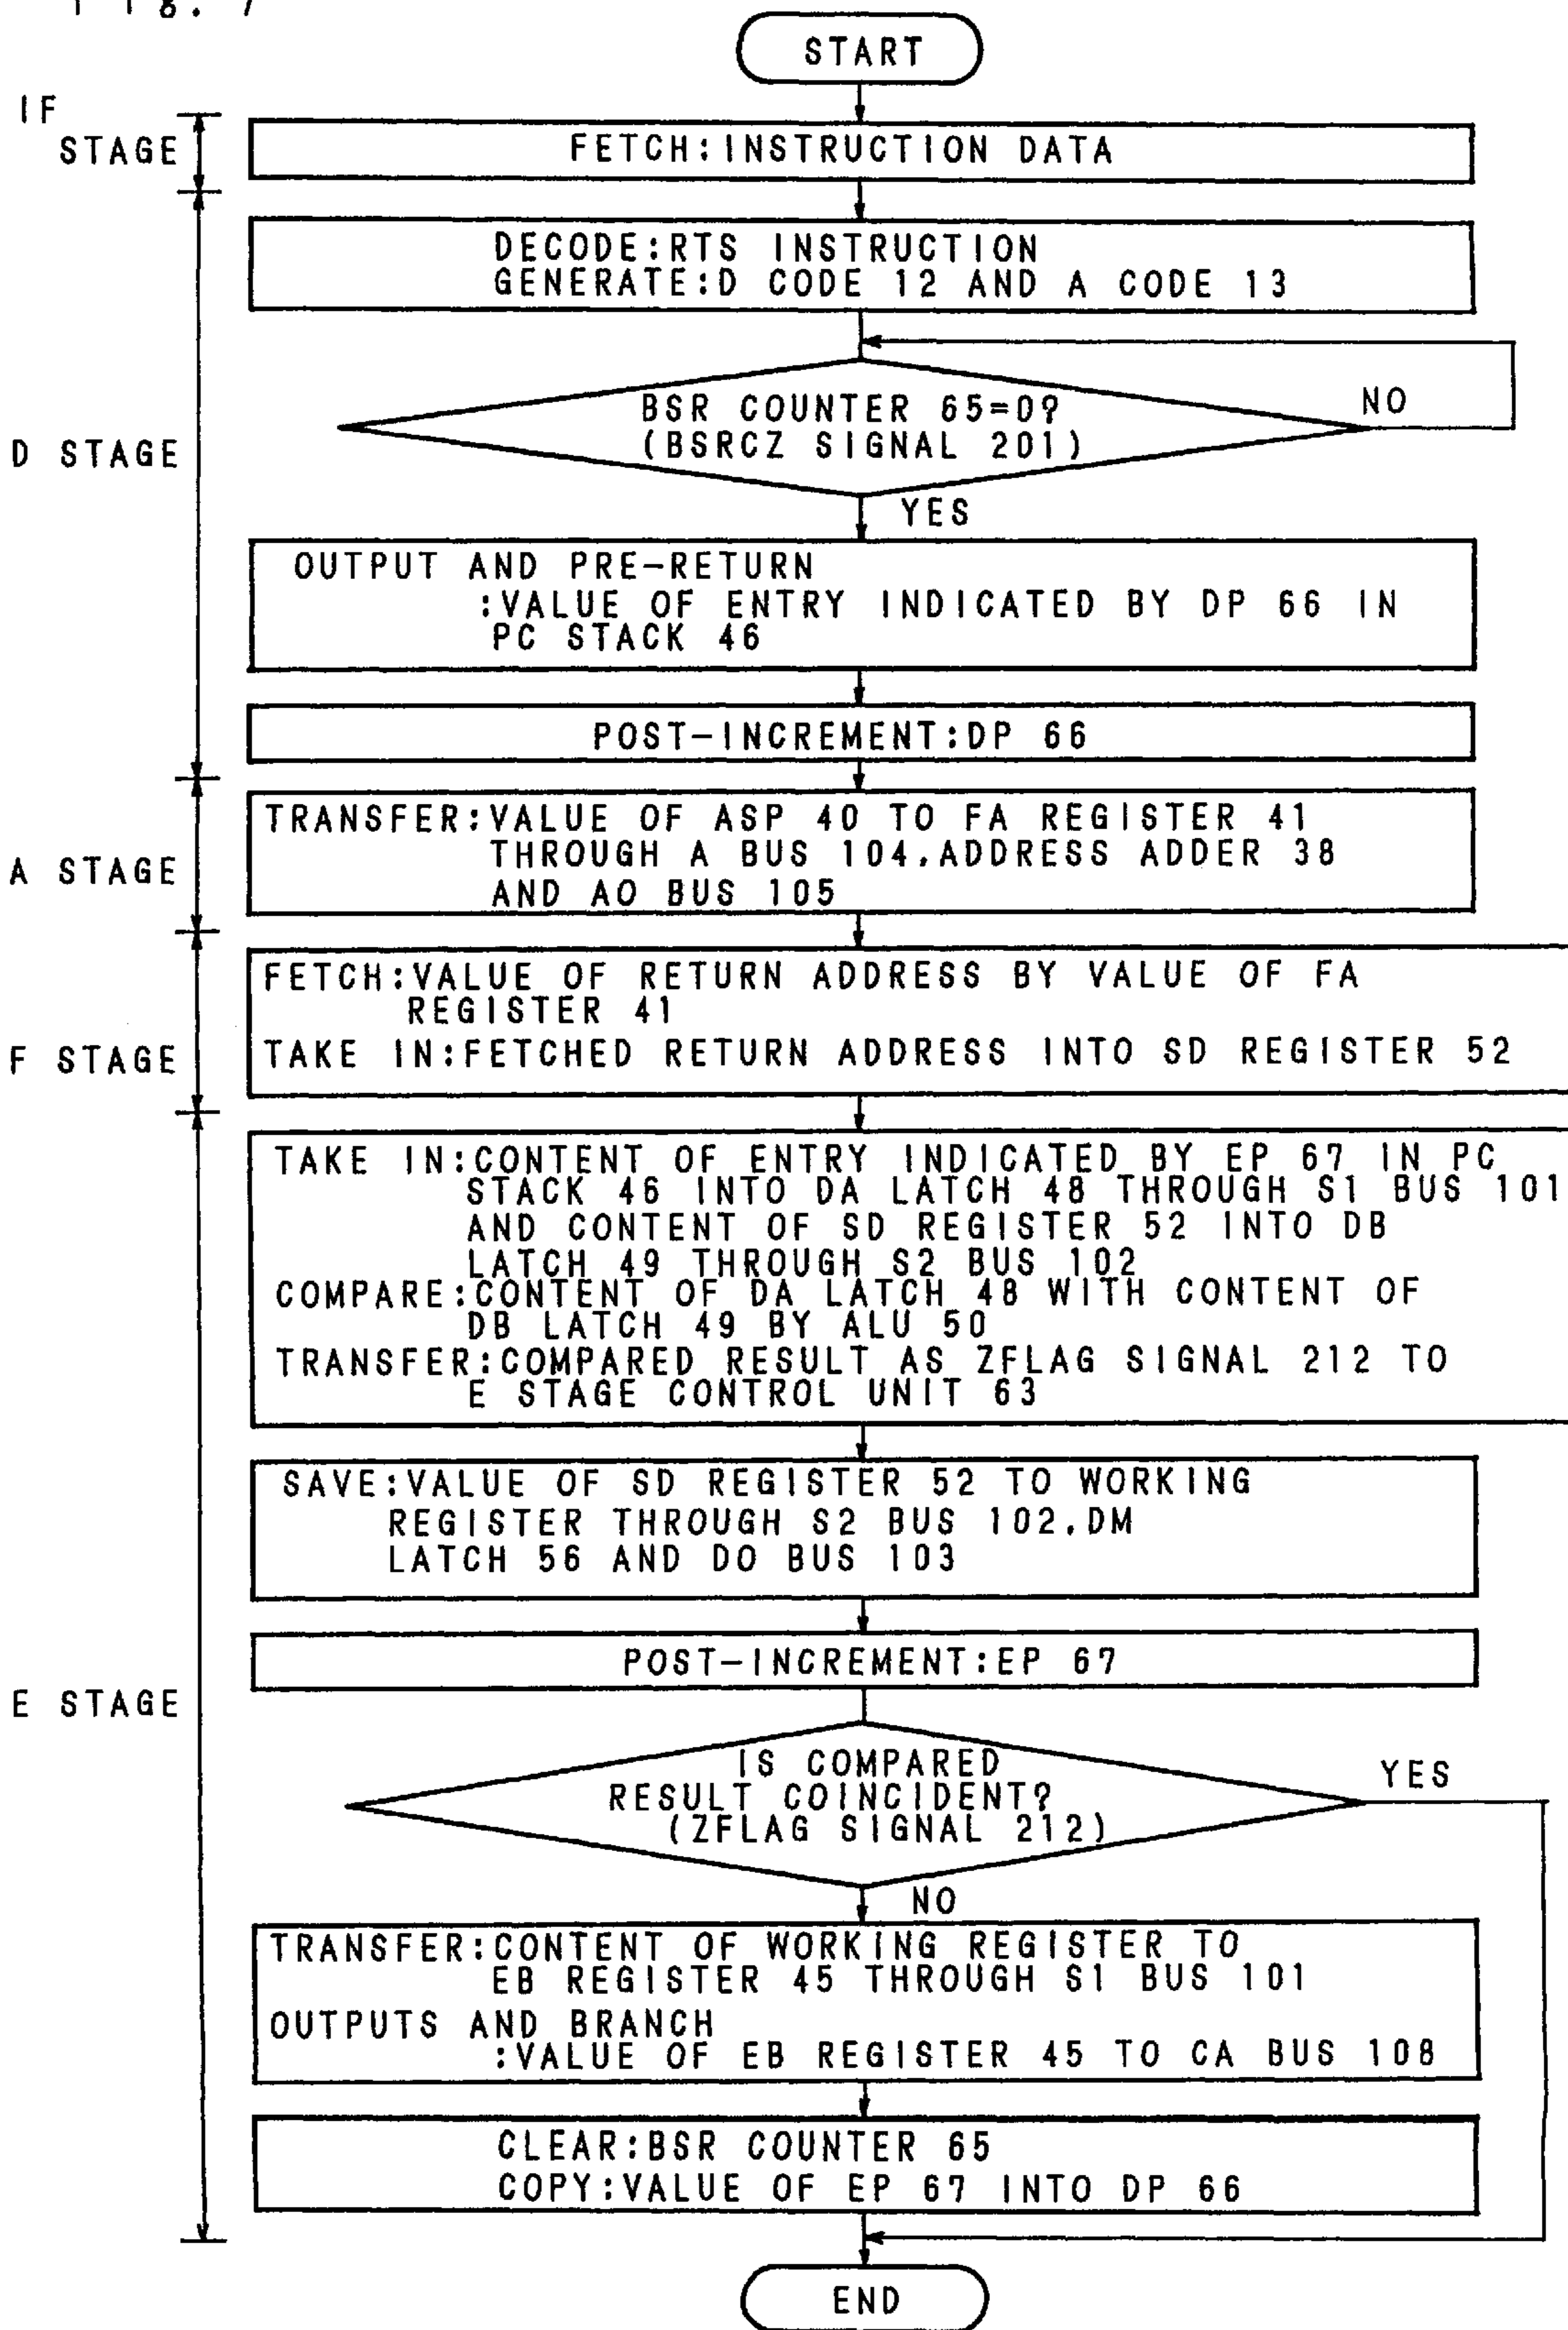 Fig. 7
START
IF
STAGE
FETCH:INSTRUCTION DATA
DECODE:RTS INSTRUCTION
GENERATE:D CODE 12 AND A CODE 13
D STAGE
BSR COUNTER 65=0?
(BSRCZ SIGNAL 201)
NO
YES
OUTPUT AND PRE-RETURN
:VALUE OF ENTRY INDICATED BY DP 66 IN
PC STACK 46
POST-INCREMENT:DP 66
A STAGE
TRANSFER:VALUE OF ASP 40 TO FA REGISTER 41
THROUGH A BUS 104,ADDRESS ADDER 38
AND AO BUS 105
F STAGE
FETCH:VALUE OF RETURN ADDRESS BY VALUE OF FA
REGISTER 41
TAKE IN:FETCHED RETURN ADDRESS INTO SD REGISTER 52
E STAGE
TAKE IN:CONTENT OF ENTRY INDICATED BY EP 67 IN PC
STACK 46 INTO DA LATCH 48 THROUGH S1 BUS 101
AND CONTENT OF SD REGISTER 52 INTO DB
LATCH 49 THROUGH S2 BUS 102
COMPARE:CONTENT OF DA LATCH 48 WITH CONTENT OF
DB LATCH 49 BY ALU 50
TRANSFER:COMPARED RESULT AS ZFLAG SIGNAL 212 TO
E STAGE CONTROL UNIT 63
SAVE:VALUE OF SD REGISTER 52 TO WORKING
REGISTER THROUGH S2 BUS 102,DM
LATCH 56 AND DO BUS 103
POST-INCREMENT:EP 67
IS COMPARED
RESULT COINCIDENT?
(ZFLAG SIGNAL 212)
YES
NO
TRANSFER:CONTENT OF WORKING REGISTER TO
EB REGISTER 45 THROUGH S1 BUS 101
OUTPUTS AND BRANCH
:VALUE OF EB REGISTER 45 TO CA BUS 108
CLEAR:BSR COUNTER 65
COPY:VALUE OF EP 67 INTO DP 66
END